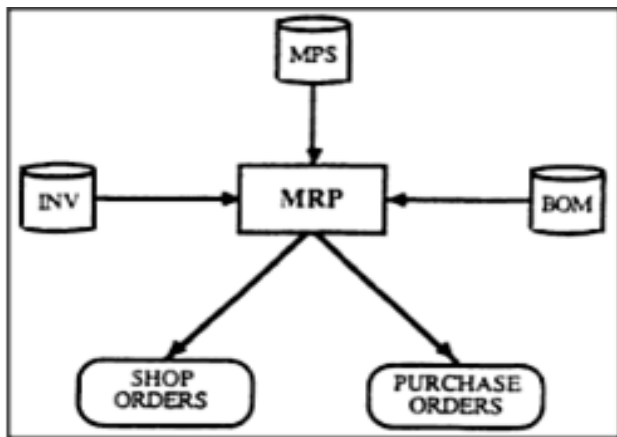 MPS
INV
MRP
BOM
SHOP
ORDERS
PURCHASE
ORDERS